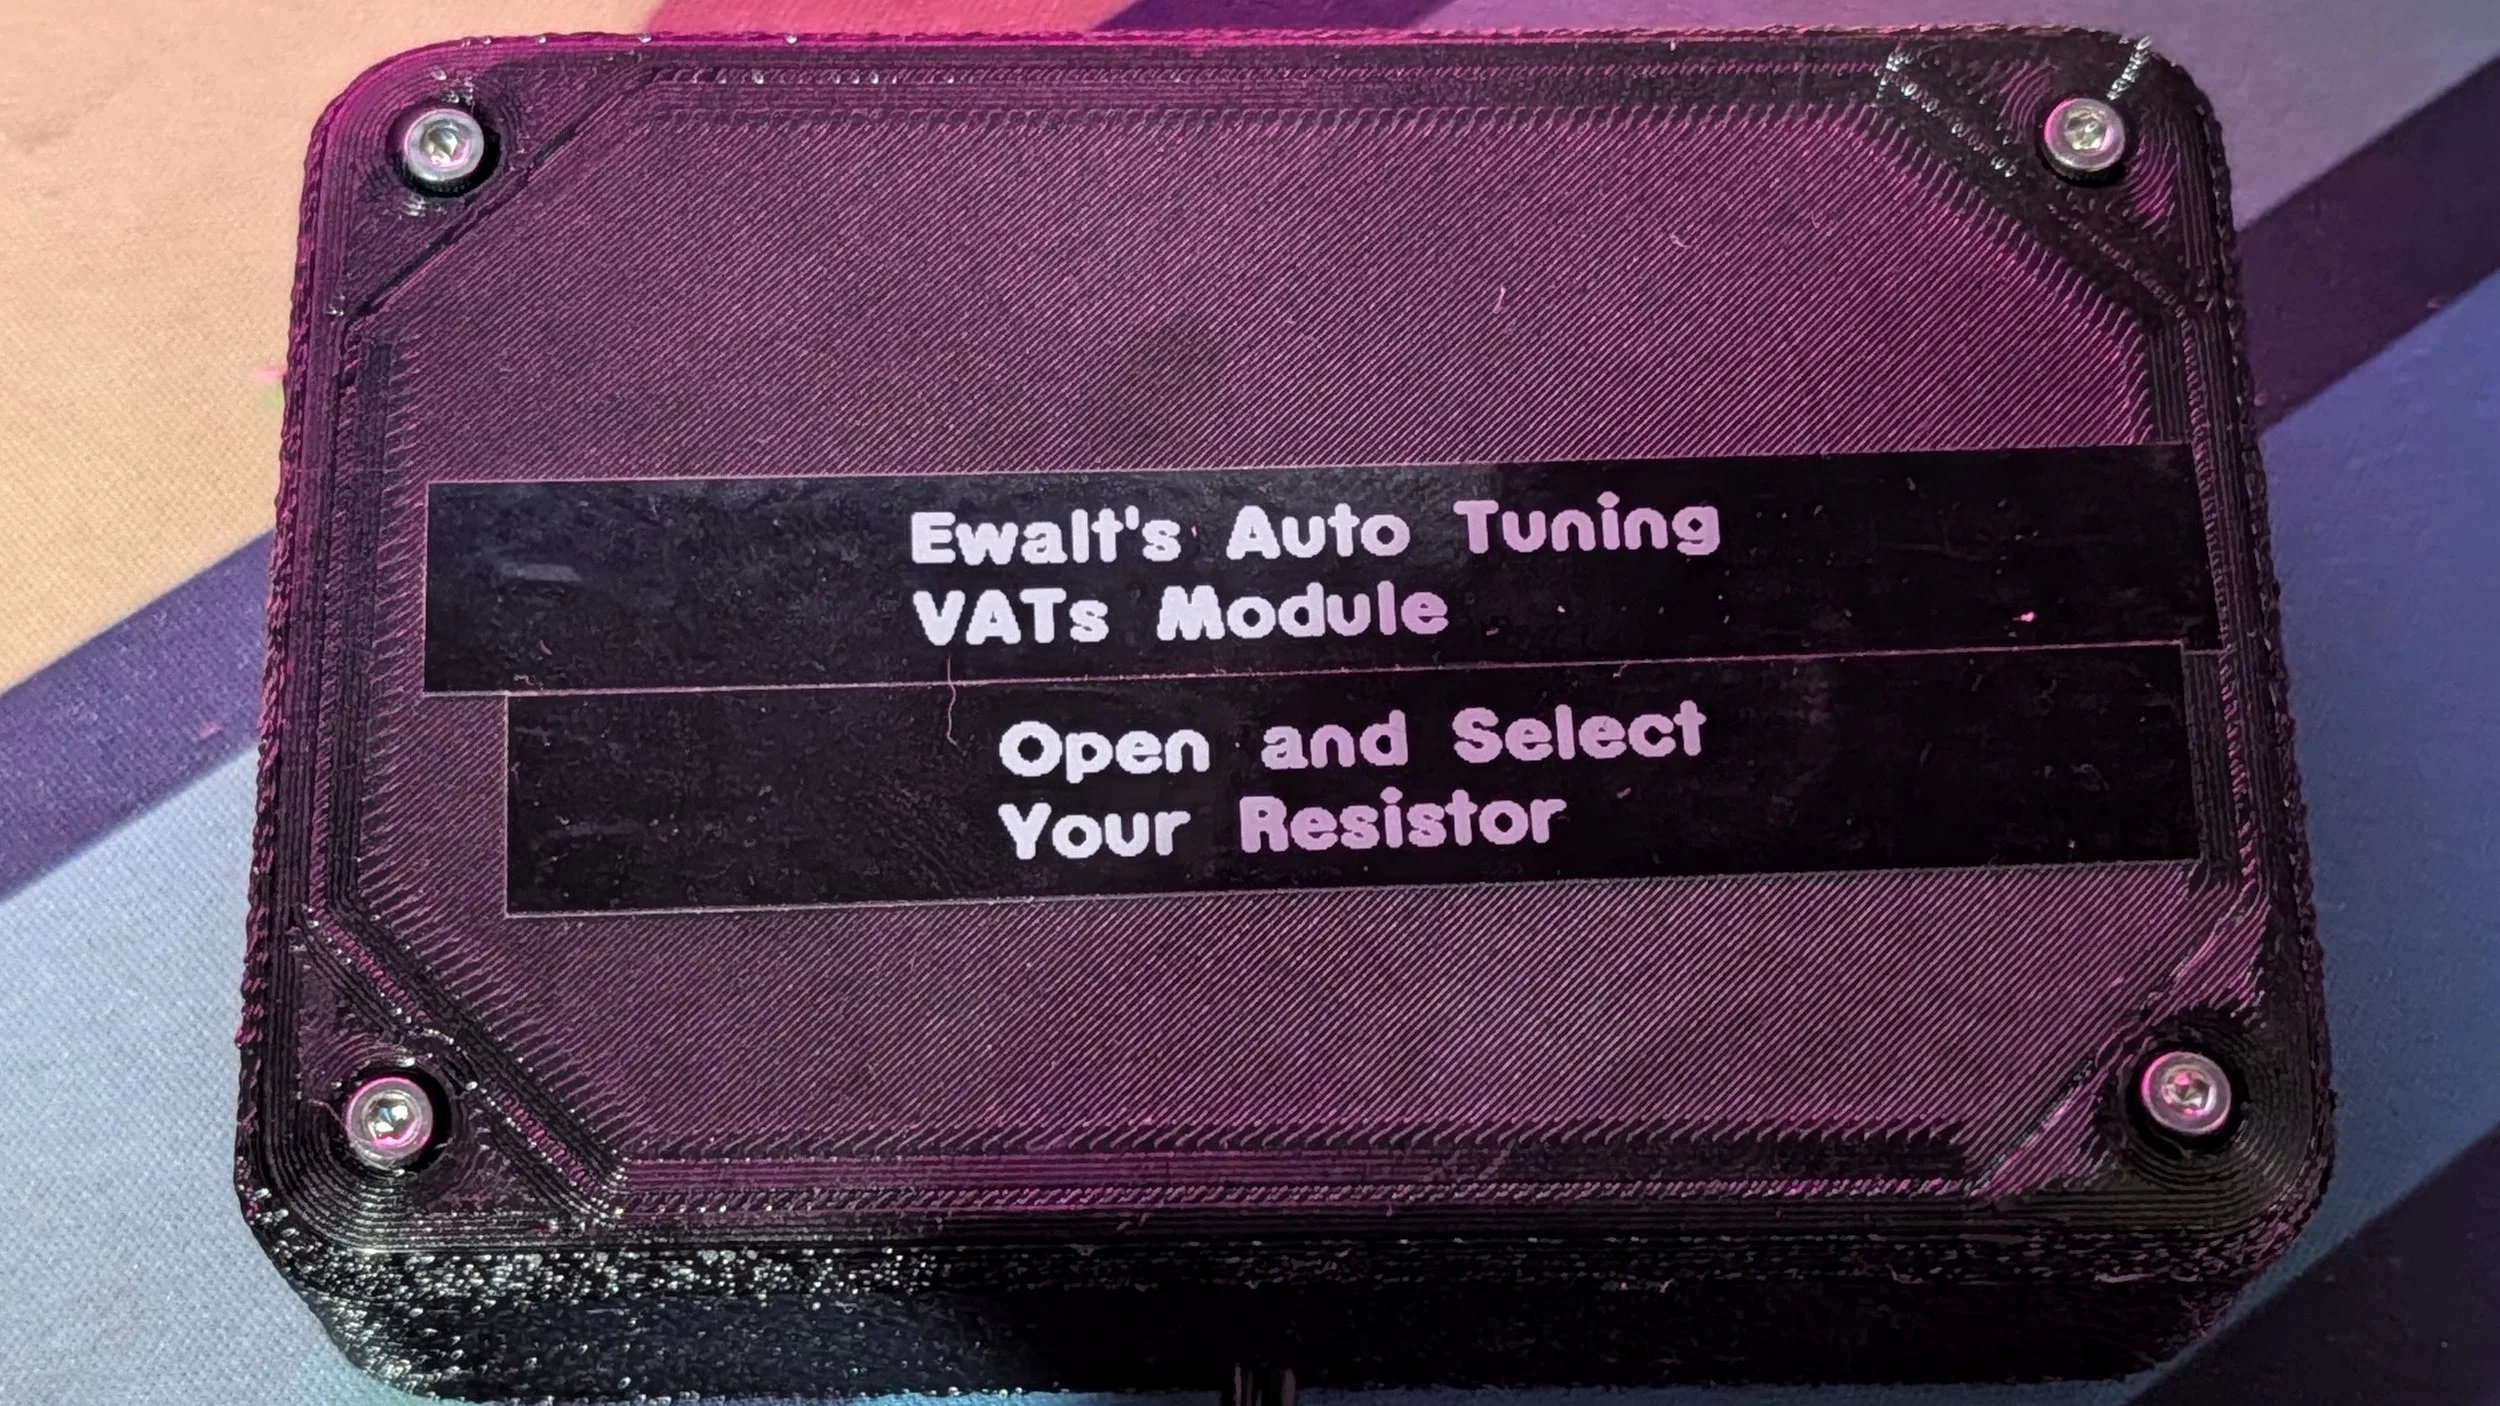 Ewalt's Auto Tuning
VATs Module
Open and Select
Your Resistor